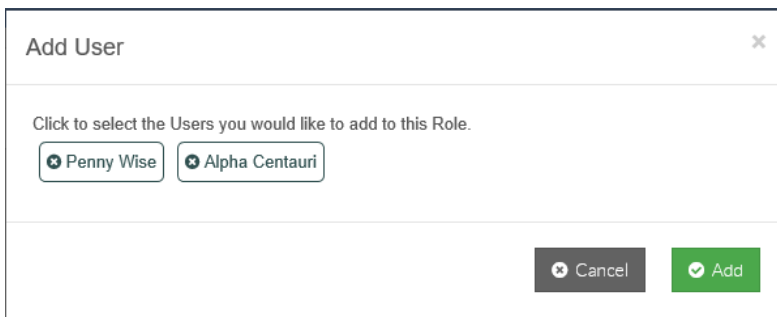 Add User
Click to select the Users you would like to add to this Role.
Penny Wise Alpha Centauri
Cancel Add